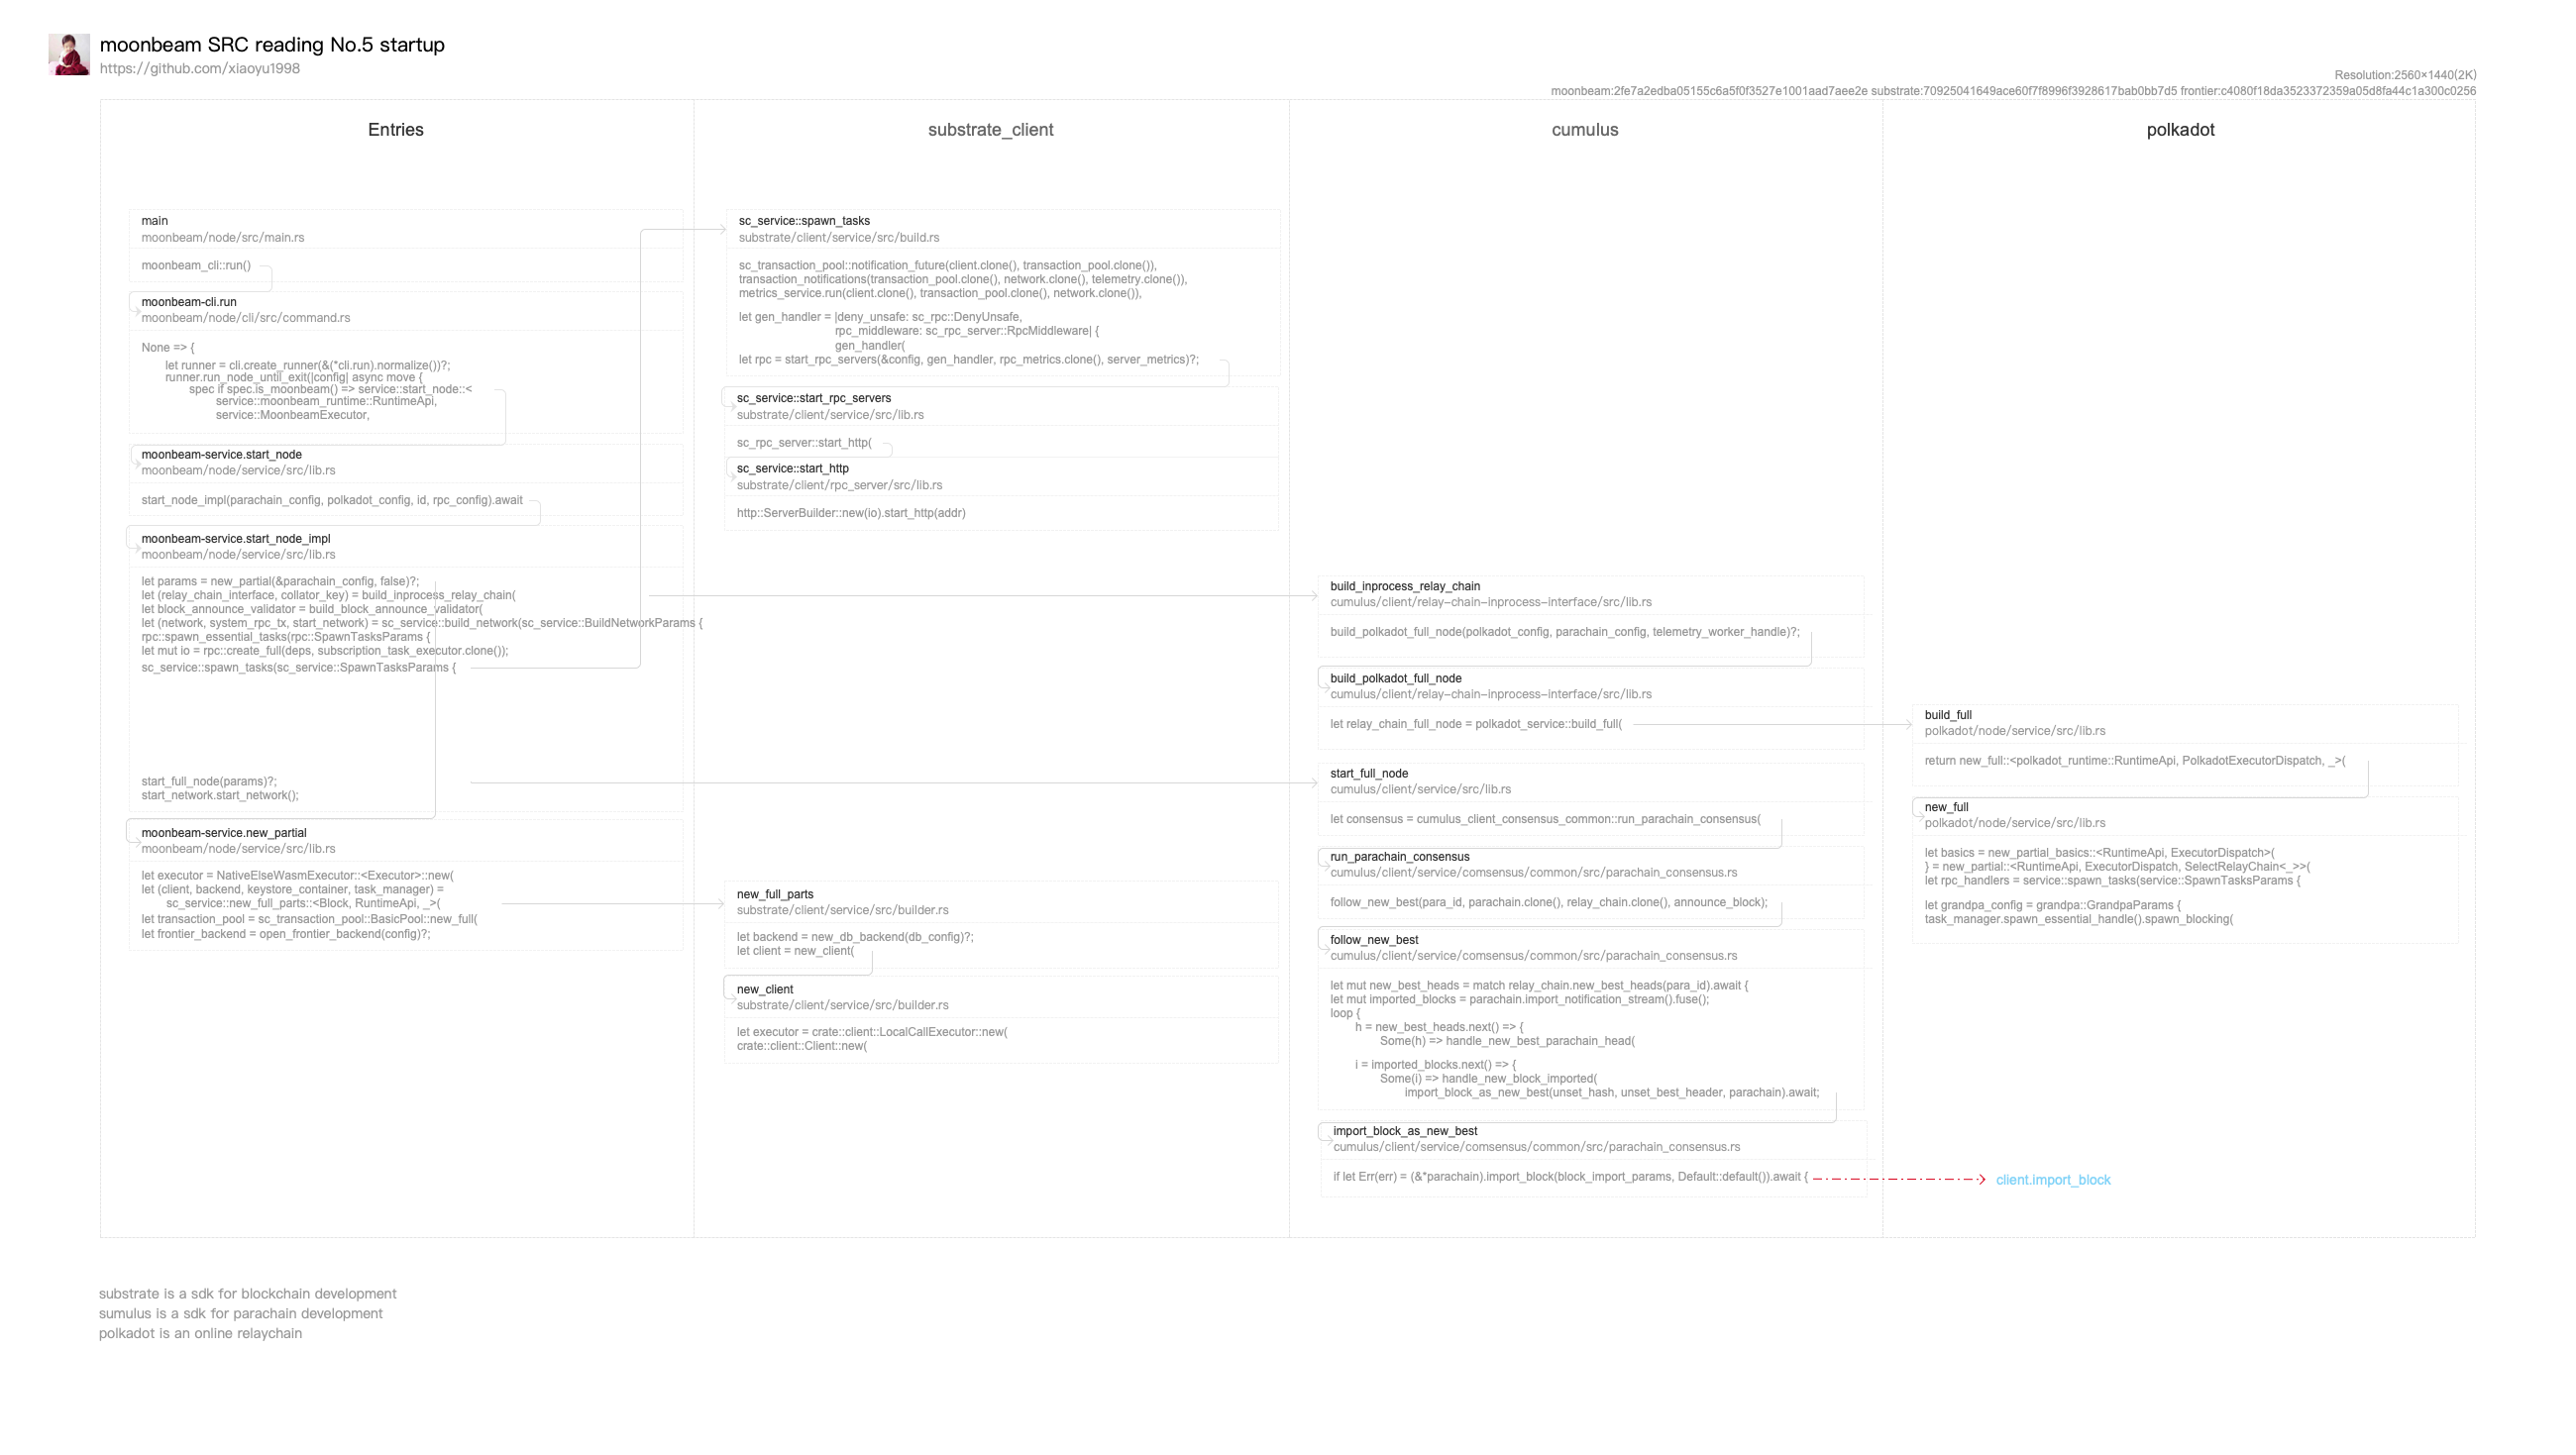 moonbeam SRC reading No.5 startup
https://github.com/xiaoyu1998
Resolution:2560×1440(2K)
moonbeam:2fe7a2edba05155c6a5f0f3527e1001aad7aee2e substrate:70925041649ace60f7f8996f3928617bab0bb7d5 frontier:c4080f18da3523372359a05d8fa44c1a300c0256
Entries
main
moonbeam/node/src/main.rs
moonbeam_cli::run()
moonbeam-cli.run
moonbeam/node/cli/src/command.rs
None => {
let runner = cli.create_runner(&(*cli.run).normalize())?;
runner.run_node_until_exit(|config| async move {
spec if spec.is_moonbeam() => service::start_node::<
service::moonbeam_runtime::RuntimeApi,
service::MoonbeamExecutor,
moonbeam-service.start_node
moonbeam/node/service/src/lib.rs
start_node_impl(parachain_config, polkadot_config, id, rpc_config).await
moonbeam-service.start_node_impl
moonbeam/node/service/src/lib.rs
let params = new_partial(&parachain_config, false)?;
let (relay_chain_interface, collator_key) = build_inprocess_relay_chain(
let block_announce_validator = build_block_announce_validator(
let (network, system_rpc_tx, start_network) = sc_service::build_network(sc_service::BuildNetworkParams {
rpc::spawn_essential_tasks(rpc::SpawnTasksParams {
let mut io = rpc::create_full(deps, subscription_task_executor.clone());
sc_service::spawn_tasks(sc_service::SpawnTasksParams {
start_full_node(params)?;
start_network.start_network();
moonbeam-service.new_partial
moonbeam/node/service/src/lib.rs
let executor = NativeElseWasmExecutor::<Executor>::new(
let (client, backend, keystore_container, task_manager) =
sc_service::new_full_parts::<Block, RuntimeApi, _>(
let transaction_pool = sc_transaction_pool::BasicPool::new_full(
let frontier_backend = open_frontier_backend(config)?;
substrate_client
sc_service::spawn_tasks
substrate/client/service/src/build.rs
sc_transaction_pool::notification_future(client.clone(), transaction_pool.clone()),
transaction_notifications(transaction_pool.clone(), network.clone(), telemetry.clone()),
metrics_service.run(client.clone(), transaction_pool.clone(), network.clone()),
let gen_handler = |deny_unsafe: sc_rpc::DenyUnsafe,
rpc_middleware: sc_rpc_server::RpcMiddleware| {
gen_handler(
let rpc = start_rpc_servers(&config, gen_handler, rpc_metrics.clone(), server_metrics)?;
sc_service::start_rpc_servers
substrate/client/service/src/lib.rs
sc_rpc_server::start_http(
sc_service::start_http
substrate/client/rpc_server/src/lib.rs
http::ServerBuilder::new(io).start_http(addr)
new_full_parts
substrate/client/service/src/builder.rs
let backend = new_db_backend(db_config)?;
let client = new_client(
new_client
substrate/client/service/src/builder.rs
let executor = crate::client::LocalCallExecutor::new(
crate::client::Client::new(
cumulus
build_inprocess_relay_chain
cumulus/client/relay-chain-inprocess-interface/src/lib.rs
build_polkadot_full_node(polkadot_config, parachain_config, telemetry_worker_handle)?;
build_polkadot_full_node
cumulus/client/relay-chain-inprocess-interface/src/lib.rs
let relay_chain_full_node = polkadot_service::build_full(
start_full_node
cumulus/client/service/src/lib.rs
let consensus = cumulus_client_consensus_common::run_parachain_consensus(
run_parachain_consensus
cumulus/client/service/comsensus/common/src/parachain_consensus.rs
follow_new_best(para_id, parachain.clone(), relay_chain.clone(), announce_block);
follow_new_best
cumulus/client/service/comsensus/common/src/parachain_consensus.rs
let mut new_best_heads = match relay_chain.new_best_heads(para_id).await {
let mut imported_blocks = parachain.import_notification_stream().fuse();
loop {
h = new_best_heads.next() => {
Some(h) => handle_new_best_parachain_head(
i = imported_blocks.next() => {
Some(i) => handle_new_block_imported(
import_block_as_new_best(unset_hash, unset_best_header, parachain).await;
import_block_as_new_best
cumulus/client/service/comsensus/common/src/parachain_consensus.rs
if let Err(err) = (&*parachain).import_block(block_import_params, Default::default()).await {
client.import_block
polkadot
build_full
polkadot/node/service/src/lib.rs
return new_full::<polkadot_runtime::RuntimeApi, PolkadotExecutorDispatch, _>(
new_full
polkadot/node/service/src/lib.rs
let basics = new_partial_basics::<RuntimeApi, ExecutorDispatch>(
} = new_partial::<RuntimeApi, ExecutorDispatch, SelectRelayChain<_>>(
let rpc_handlers = service::spawn_tasks(service::SpawnTasksParams {
let grandpa_config = grandpa::GrandpaParams {
task_manager.spawn_essential_handle().spawn_blocking(
substrate is a sdk for blockchain development
sumulus is a sdk for parachain development
polkadot is an online relaychain